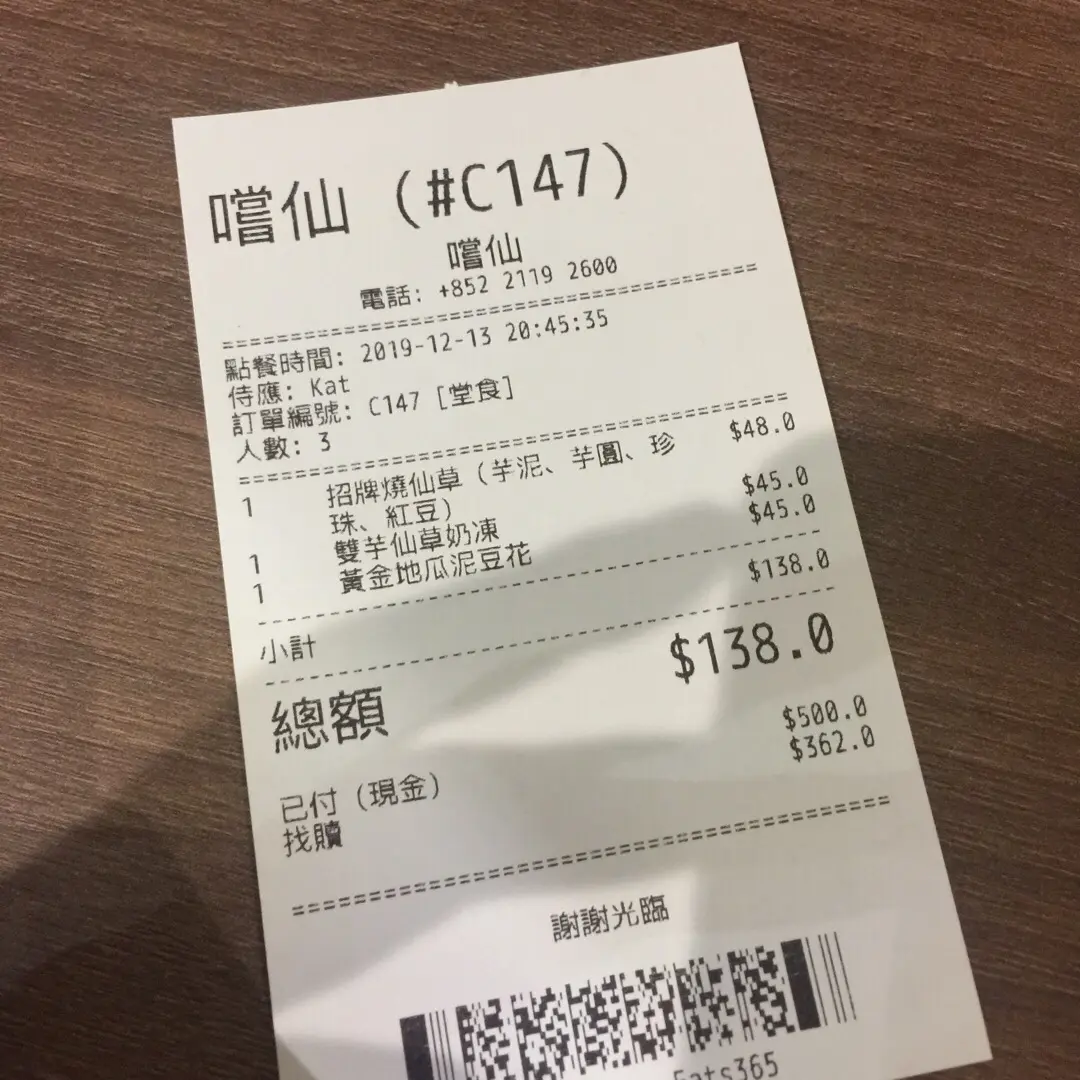 嚐仙 (#C147)
嚐仙
電話: +852 2119 2600
點餐時間: 2019-12-13 20:45:35
侍應: Kat
訂單編號: C147 [堂食]
人數: 3
1 招牌燒仙草 (芋泥、芋圓、珍 $48.0
珠、紅豆)
1 雙芋仙草奶凍 $45.0
1 黃金地瓜泥豆花 $45.0
小計 $138.0
總額 $138.0
已付 (現金) $500.0
找贖 $362.0
謝謝光臨
Eats365